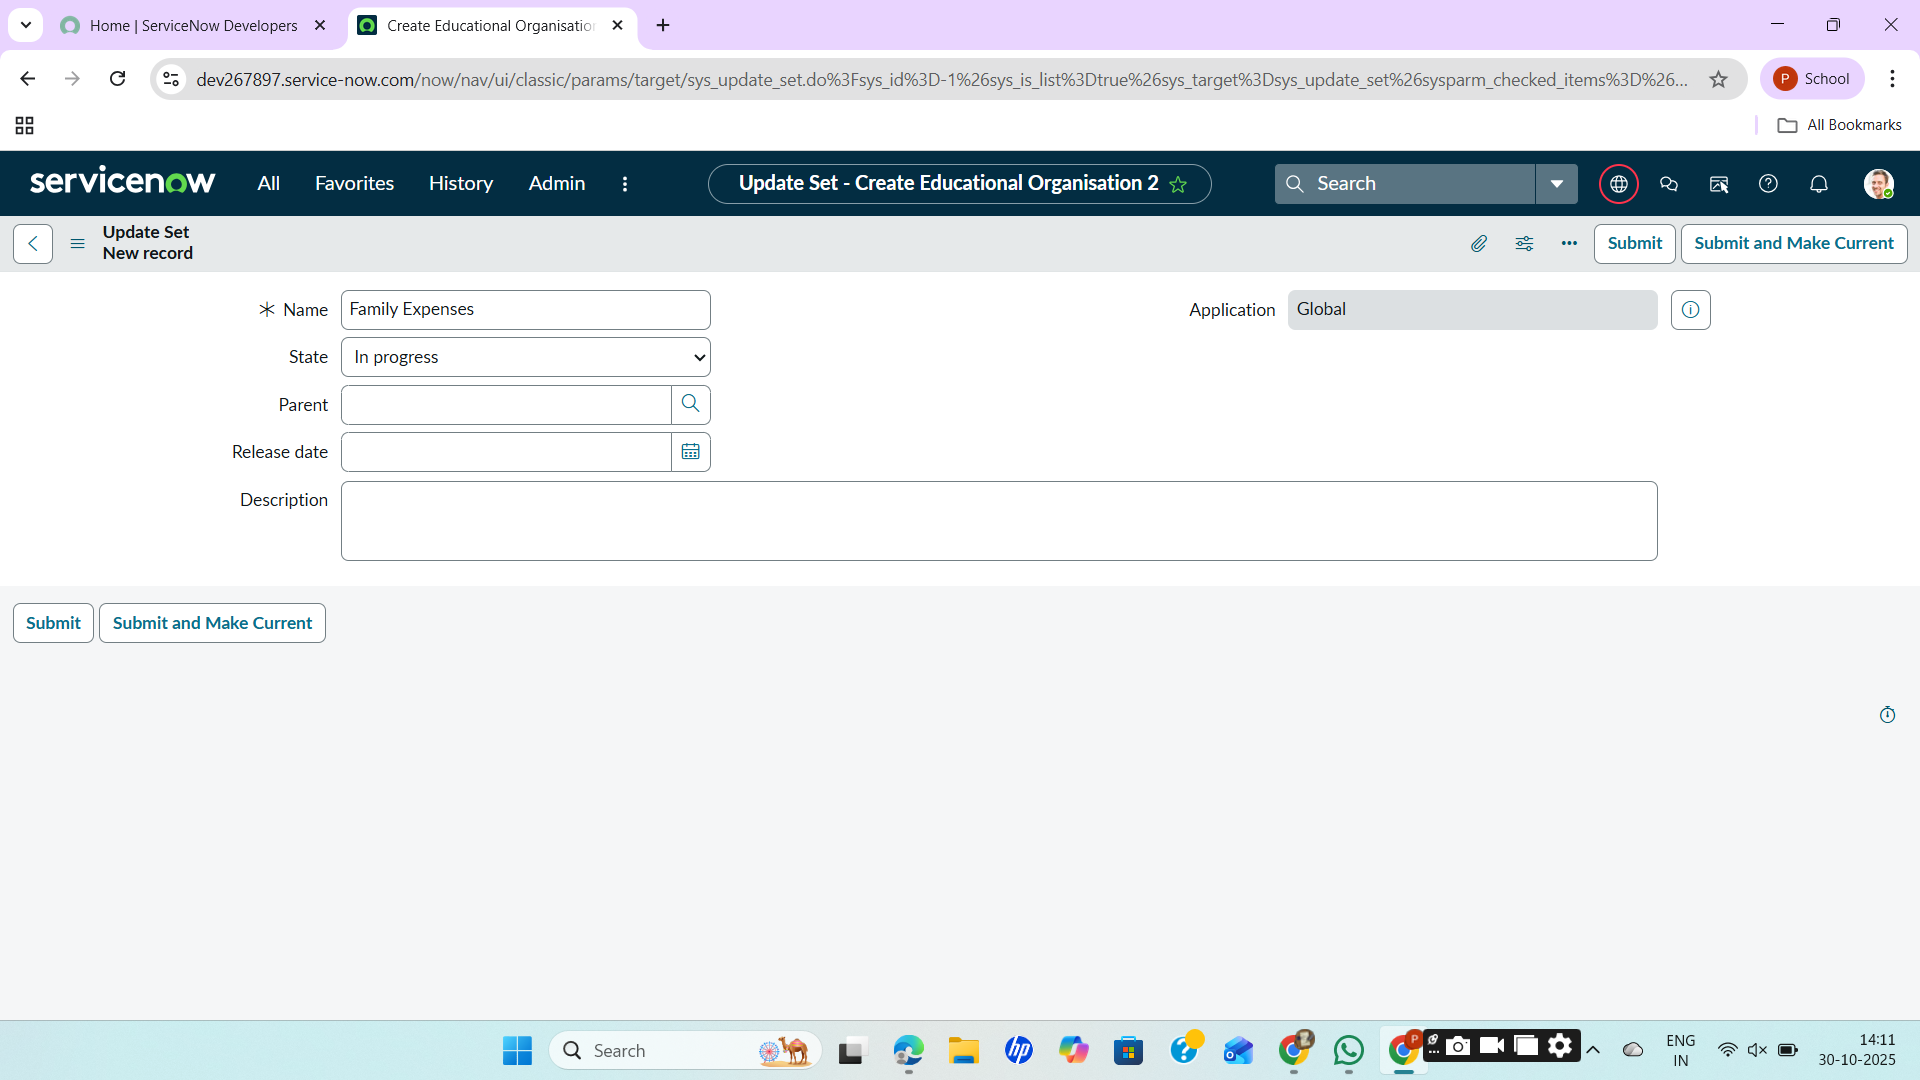 Home | ServiceNow Developers
Create Educational Organisation
dev267897.service-now.com/now/nav/ui/classic/params/target/sys_update_set.do%3Fsys_id%3D-1%26sys_is_list%3Dtrue%26sys_target%3Dsys_update_set%26sysparm_checked_items%3D%26...
P School
All Bookmarks
servicenow
All Favorites History Admin
Update Set - Create Educational Organisation 2
Search
Update Set
New record
Submit
Submit and Make Current
Name
Family Expenses
Application
Global
State
In progress
Parent
Release date
Description
Submit
Submit and Make Current
Search
hp
P
ENG
IN
14:11
30-10-2025